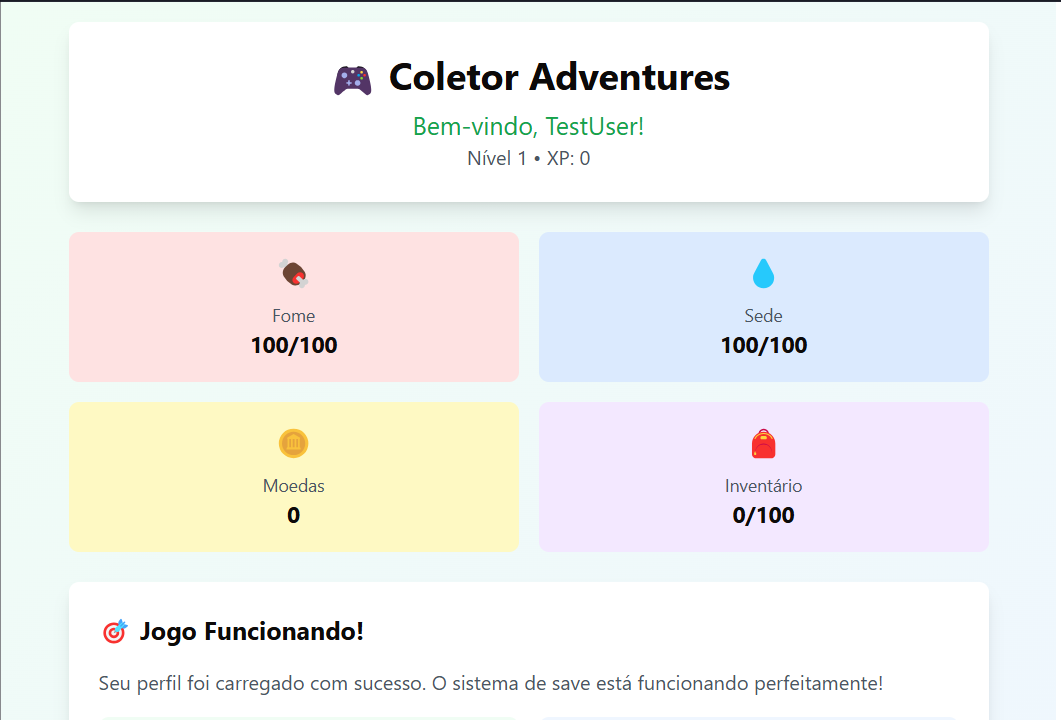 Coletor Adventures
Bem-vindo, TestUser!
Nível 1 • XP: 0
Fome
100/100
Sede
100/100
Moedas
0
Inventário
0/100
Jogo Funcionando!
Seu perfil foi carregado com sucesso. O sistema de save está funcionando perfeitamente!